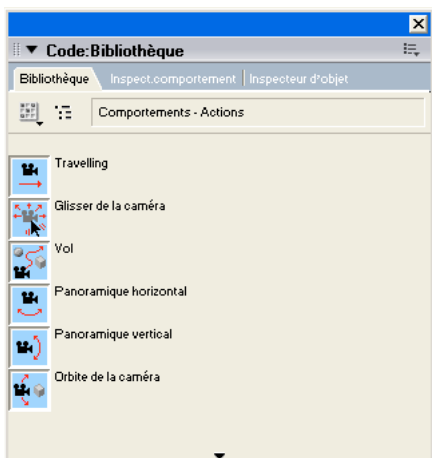 Code:Bibliothèque
Bibliothèque Inspect.comportement Inspecteur d'objet
Comportements - Actions
Travelling
Glisser de la caméra
Vol
Panoramique horizontal
Panoramique vertical
Orbite de la caméra